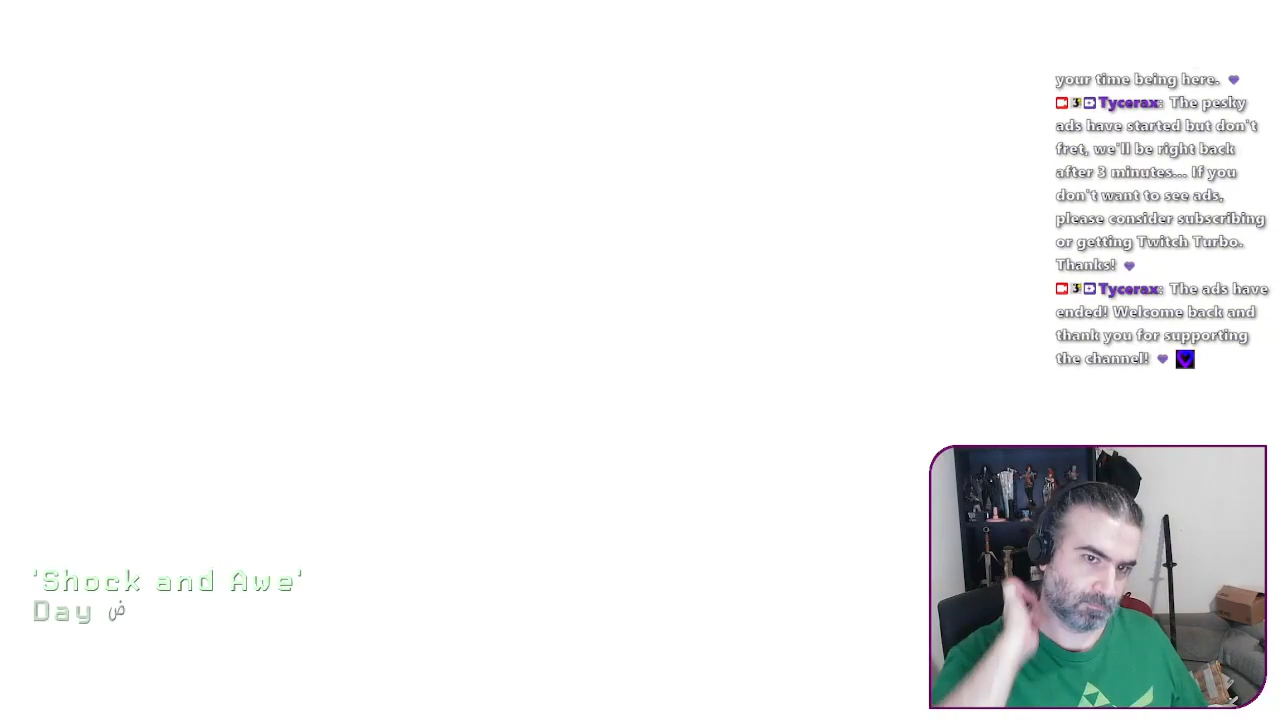 your time being here.
Tycerax: The pesky
ads have started but don't
fret, we'll be right back
after 3 minutes... If you
don't want to see ads,
please consider subscribing
or getting Twitch Turbo.
Thanks!
Tycerax: The ads have
ended! Welcome back and
thank you for supporting
the channel!
'Shock and Awe'
Day ض